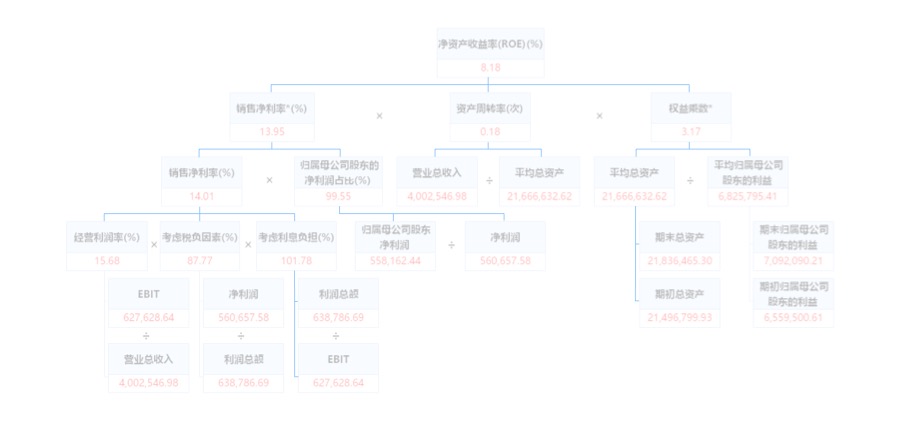 净资产收益率(ROE)(%)
8.18
销售净利率*(%)
×
资产周转率(次)
×
权益乘数*
13.95
0.18
3.17
销售净利率(%)
×
归属母公司股东的
净利润占比(%)
营业总收入
÷
平均总资产
平均总资产
÷
平均归属母公司
股东的利益
14.01
99.55
4,002,546.98
21,666,632.62
21,666,632.62
6,825,795.41
经营利润率(%)
×
考虑税负因素(%)
×
考虑利息负担(%)
归属母公司股东
净利润
÷
净利润
期末总资产
期末归属母公司
股东的利益
15.68
87.77
101.78
558,162.44
560,657.58
21,836,465.30
7,092,090.21
EBIT
净利润
利润总额
期初总资产
期初归属母公司
股东的利益
627,628.64
560,657.58
638,786.69
21,496,799.93
6,559,500.61
÷
÷
÷
营业总收入
利润总额
EBIT
4,002,546.98
638,786.69
627,628.64